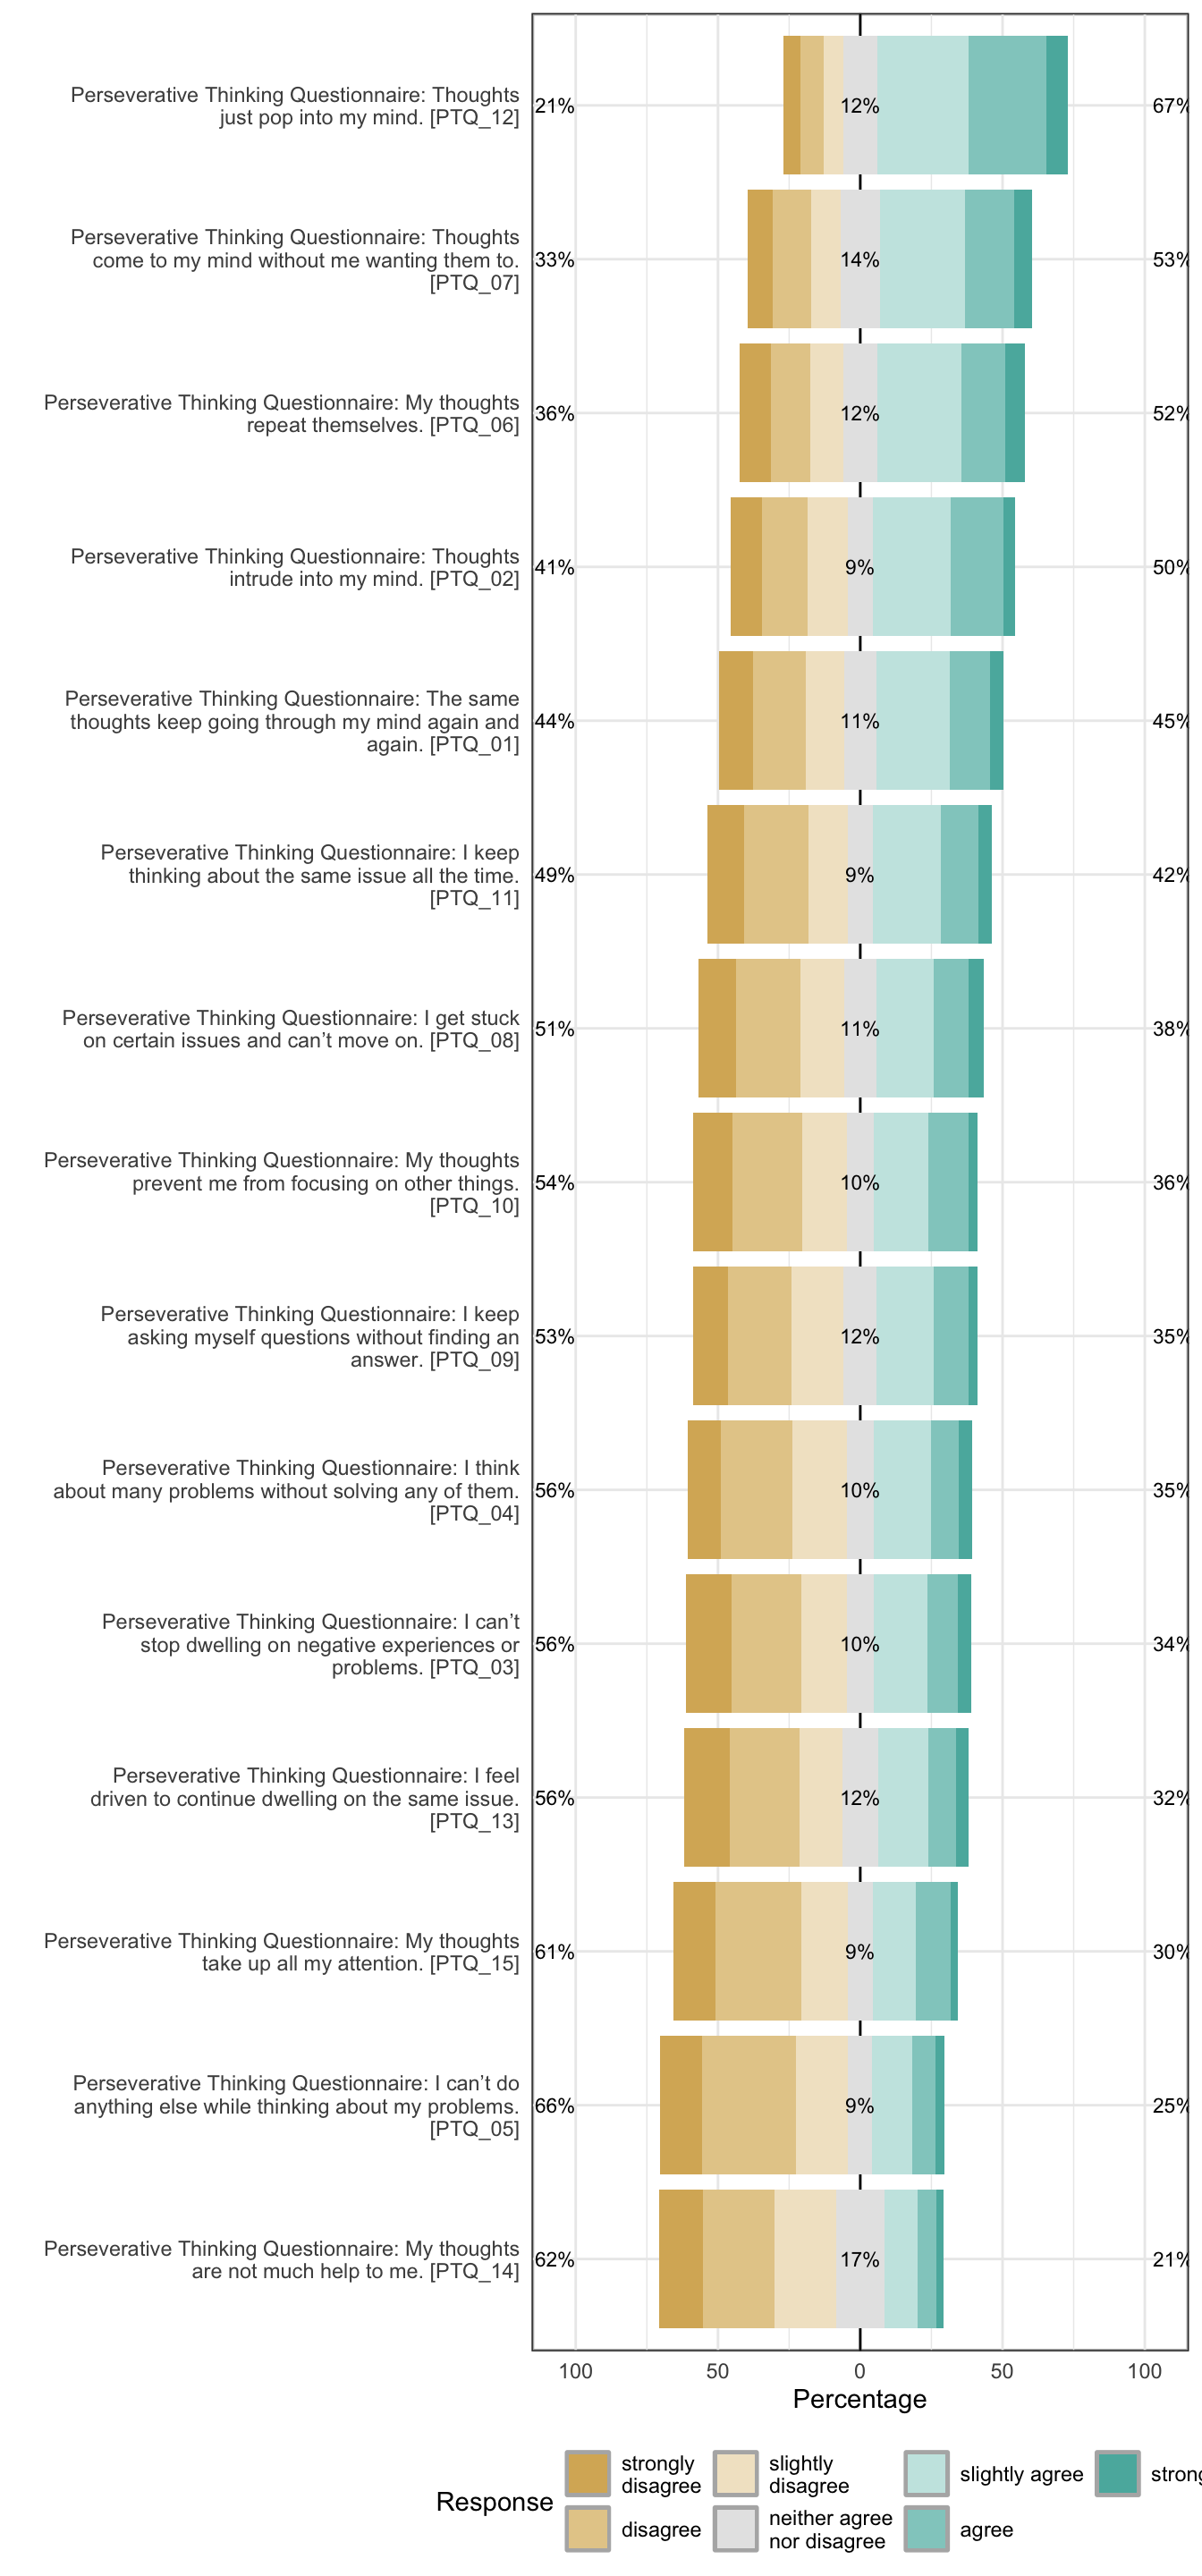 Perseverative Thinking Questionnaire: Thoughts
just pop into my mind. [PTQ_12]
21%
12%
67%
Perseverative Thinking Questionnaire: Thoughts
come to my mind without me wanting them to.
[PTQ_07]
33%
14%
53%
Perseverative Thinking Questionnaire: My thoughts
repeat themselves. [PTQ_06]
36%
12%
52%
Perseverative Thinking Questionnaire: Thoughts
intrude into my mind. [PTQ_02]
41%
9%
50%
Perseverative Thinking Questionnaire: The same
thoughts keep going through my mind again and
again. [PTQ_01]
44%
11%
45%
Perseverative Thinking Questionnaire: I keep
thinking about the same issue all the time.
[PTQ_11]
49%
9%
42%
Perseverative Thinking Questionnaire: I get stuck
on certain issues and can’t move on. [PTQ_08]
51%
11%
38%
Perseverative Thinking Questionnaire: My thoughts
prevent me from focusing on other things.
[PTQ_10]
54%
10%
36%
Perseverative Thinking Questionnaire: I keep
asking myself questions without finding an
answer. [PTQ_09]
53%
12%
35%
Perseverative Thinking Questionnaire: I think
about many problems without solving any of them.
[PTQ_04]
56%
10%
35%
Perseverative Thinking Questionnaire: I can’t
stop dwelling on negative experiences or
problems. [PTQ_03]
56%
10%
34%
Perseverative Thinking Questionnaire: I feel
driven to continue dwelling on the same issue.
[PTQ_13]
56%
12%
32%
Perseverative Thinking Questionnaire: My thoughts
take up all my attention. [PTQ_15]
61%
9%
30%
Perseverative Thinking Questionnaire: I can’t do
anything else while thinking about my problems.
[PTQ_05]
66%
9%
25%
Perseverative Thinking Questionnaire: My thoughts
are not much help to me. [PTQ_14]
62%
17%
21%
100 50 0 50 100
Percentage
Response
strongly
disagree
disagree
slightly
disagree
neither agree
nor disagree
slightly agree
agree